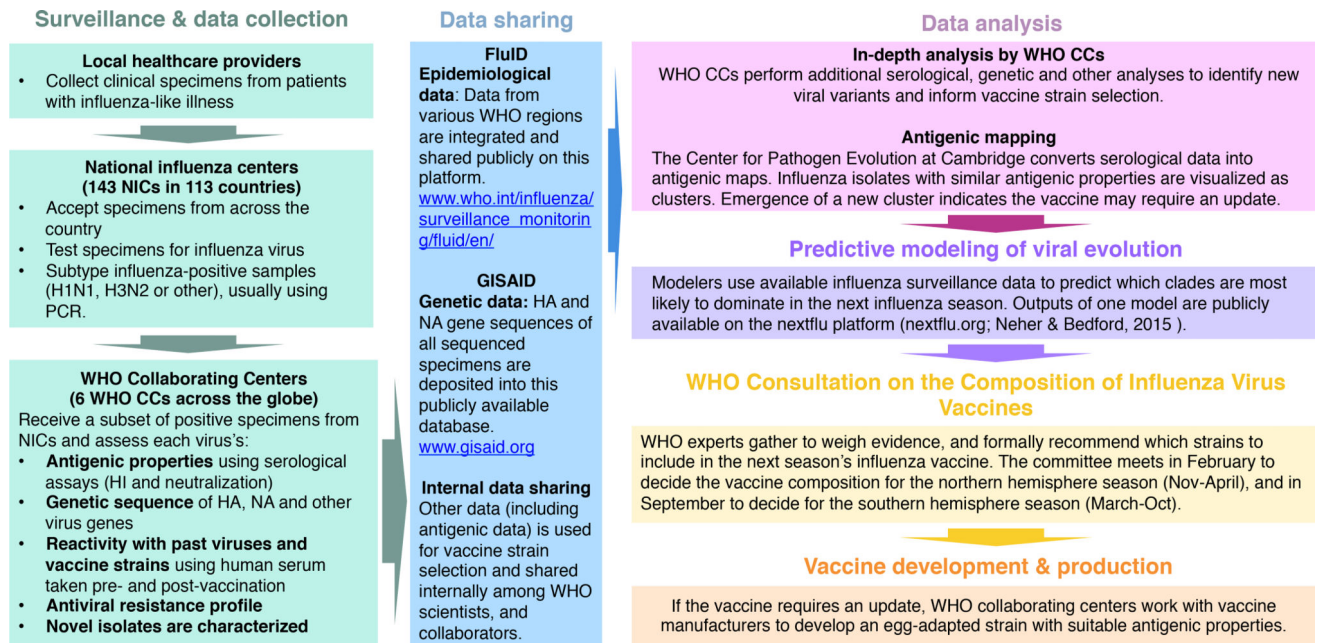 Surveillance & data collection
Local healthcare providers
• Collect clinical specimens from patients
with influenza-like illness
National influenza centers
(143 NICs in 113 countries)
• Accept specimens from across the
country
• Test specimens for influenza virus
• Subtype influenza-positive samples
(H1N1, H3N2 or other), usually using
PCR.
WHO Collaborating Centers
(6 WHO CCs across the globe)
Receive a subset of positive specimens from
NICs and assess each virus's:
• Antigenic properties using serological
assays (HI and neutralization)
• Genetic sequence of HA, NA and other
virus genes
• Reactivity with past viruses and
vaccine strains using human serum
taken pre- and post-vaccination
• Antiviral resistance profile
• Novel isolates are characterized
Data sharing
FluID
Epidemiological
data: Data from
various WHO regions
are integrated and
shared publicly on this
platform.
www.who.int/influenza/
surveillance_monitorin
g/fluid/en/
GISAID
Genetic data: HA and
NA gene sequences of
all sequenced
specimens are
deposited into this
publicly available
database.
www.gisaid.org
Internal data sharing
Other data (including
antigenic data) is used
for vaccine strain
selection and shared
internally among WHO
scientists, and
collaborators.
Data analysis
In-depth analysis by WHO CCs
WHO CCs perform additional serological, genetic and other analyses to identify new
viral variants and inform vaccine strain selection.
Antigenic mapping
The Center for Pathogen Evolution at Cambridge converts serological data into
antigenic maps. Influenza isolates with similar antigenic properties are visualized as
clusters. Emergence of a new cluster indicates the vaccine may require an update.
Predictive modeling of viral evolution
Modelers use available influenza surveillance data to predict which clades are most
likely to dominate in the next influenza season. Outputs of one model are publicly
available on the nextflu platform (nextflu.org; Neher & Bedford, 2015 ).
WHO Consultation on the Composition of Influenza Virus
Vaccines
WHO experts gather to weigh evidence, and formally recommend which strains to
include in the next season's influenza vaccine. The committee meets in February to
decide the vaccine composition for the northern hemisphere season (Nov-April), and in
September to decide for the southern hemisphere season (March-Oct).
Vaccine development & production
If the vaccine requires an update, WHO collaborating centers work with vaccine
manufacturers to develop an egg-adapted strain with suitable antigenic properties.